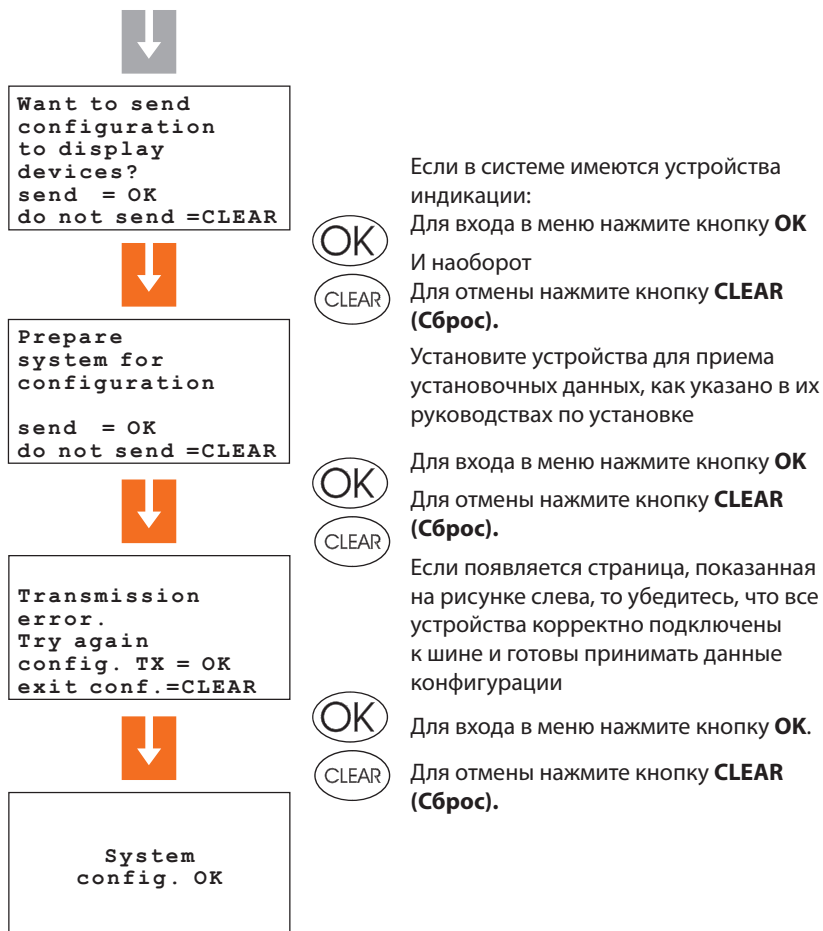 Want to send
configuration
to display
devices?
send = OK
do not send =CLEAR
Если в системе имеются устройства
индикации:
OK
Для входа в меню нажмите кнопку OK
И наоборот
CLEAR
Для отмены нажмите кнопку CLEAR
(Сброс).
Prepare
system for
configuration
send = OK
do not send =CLEAR
Установите устройства для приема
установочных данных, как указано в их
руководствах по установке
OK
Для входа в меню нажмите кнопку OK
CLEAR
Для отмены нажмите кнопку CLEAR
(Сброс).
Transmission
error.
Try again
config. TX = OK
exit conf.=CLEAR
Если появляется страница, показанная
на рисунке слева, то убедитесь, что все
устройства корректно подключены
к шине и готовы принимать данные
конфигурации
OK
Для входа в меню нажмите кнопку OK.
CLEAR
Для отмены нажмите кнопку CLEAR
(Сброс).
System
config. OK